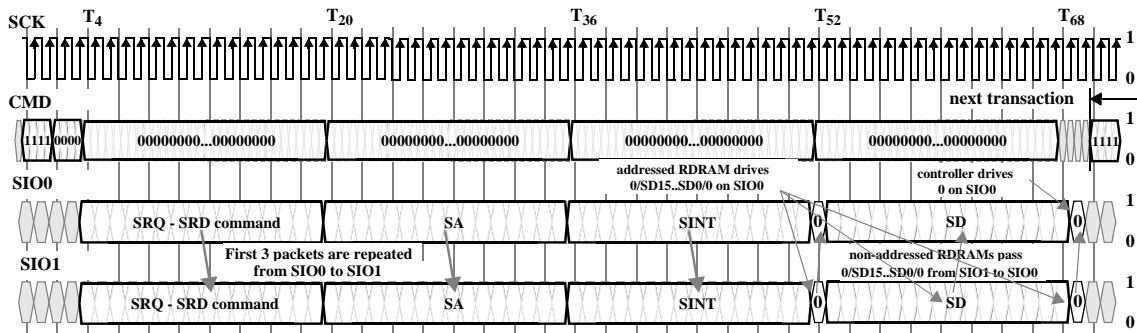 SCK
T4 T20 T36 T52 T68
1
0
CMD
next transaction
1
1111 0000 00000000...00000000 00000000...00000000 00000000...00000000 00000000...00000000 1111
0
addressed RDRAM drives
0/SD15..SD0/0 on SIO0
controller drives
0 on SIO0
SIO0
1
SRQ - SRD command SA SINT 0 SD 0
0
First 3 packets are repeated
from SIO0 to SIO1
non-addressed RDRAMs pass
0/SD15..SD0/0 from SIO1 to SIO0
SIO1
1
SRQ - SRD command SA SINT 0 SD 0
0